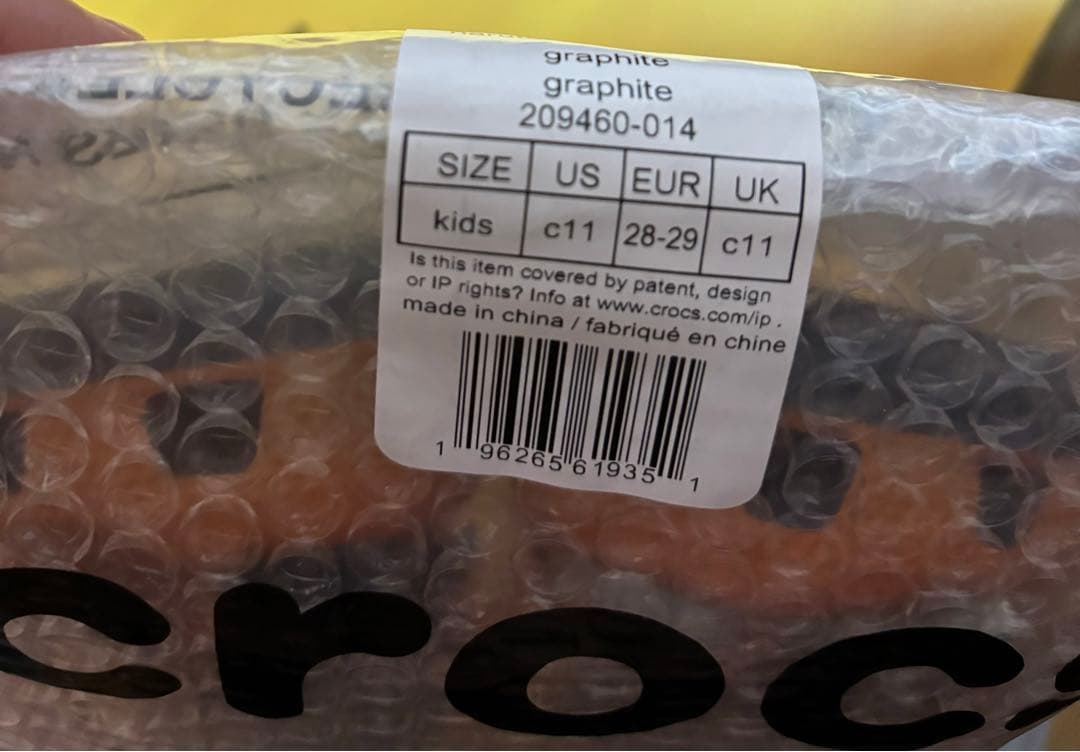 graphite
graphite
209460-014
SIZE US EUR UK
kids c11 28-29 c11
Is this item covered by patent, design
or IP rights? Info at www.crocs.com/ip .
made in china / fabriqué en chine
1 96265 61935 1
croc